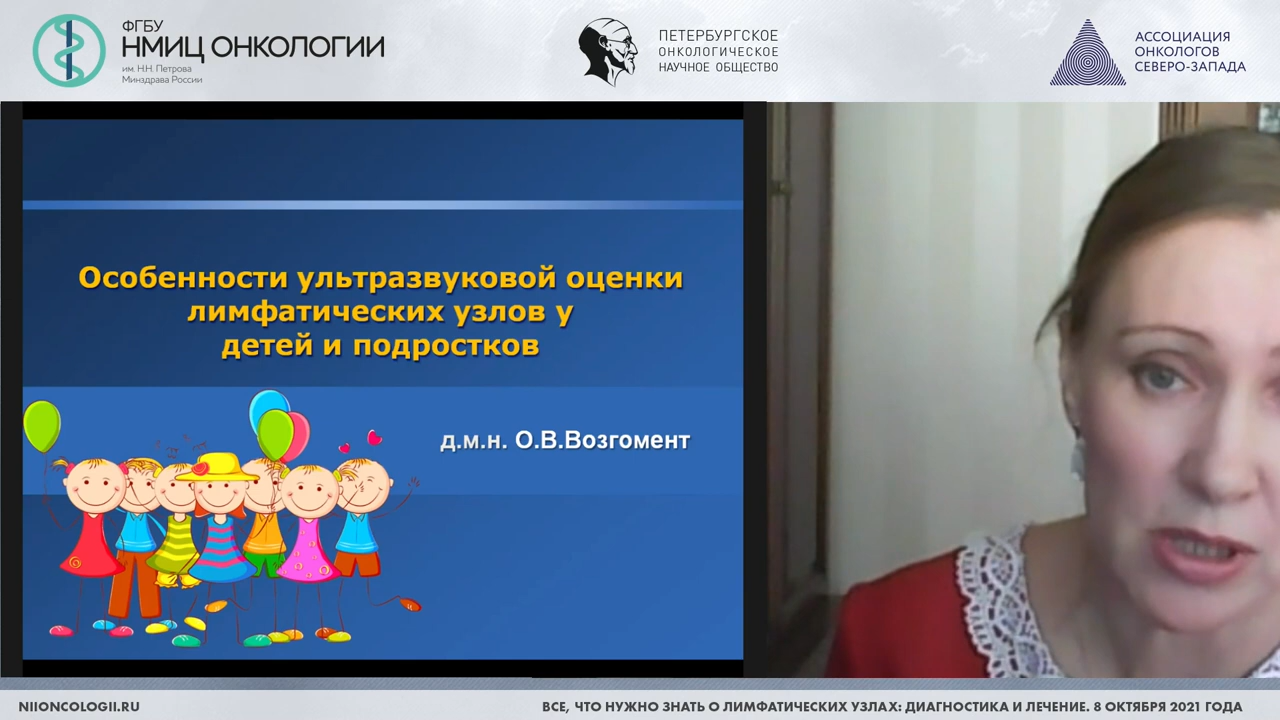 ФГБУ
НМИЦ ОНКОЛОГИИ
им. Н.Н. Петрова
Минздрава России
ПЕТЕРБУРГСКОЕ
ОНКОЛОГИЧЕСКОЕ
НАУЧНОЕ ОБЩЕСТВО
АССОЦИАЦИЯ
ОНКОЛОГОВ
СЕВЕРО-ЗАПАДА
Особенности ультразвуковой оценки
лимфатических узлов у
детей и подростков
д.м.н. О.В.Возгомент
NIIONCOLOGII.RU
ВСЕ, ЧТО НУЖНО ЗНАТЬ О ЛИМФАТИЧЕСКИХ УЗЛАХ: ДИАГНОСТИКА И ЛЕЧЕНИЕ. 8 ОКТЯБРЯ 2021 ГОДА